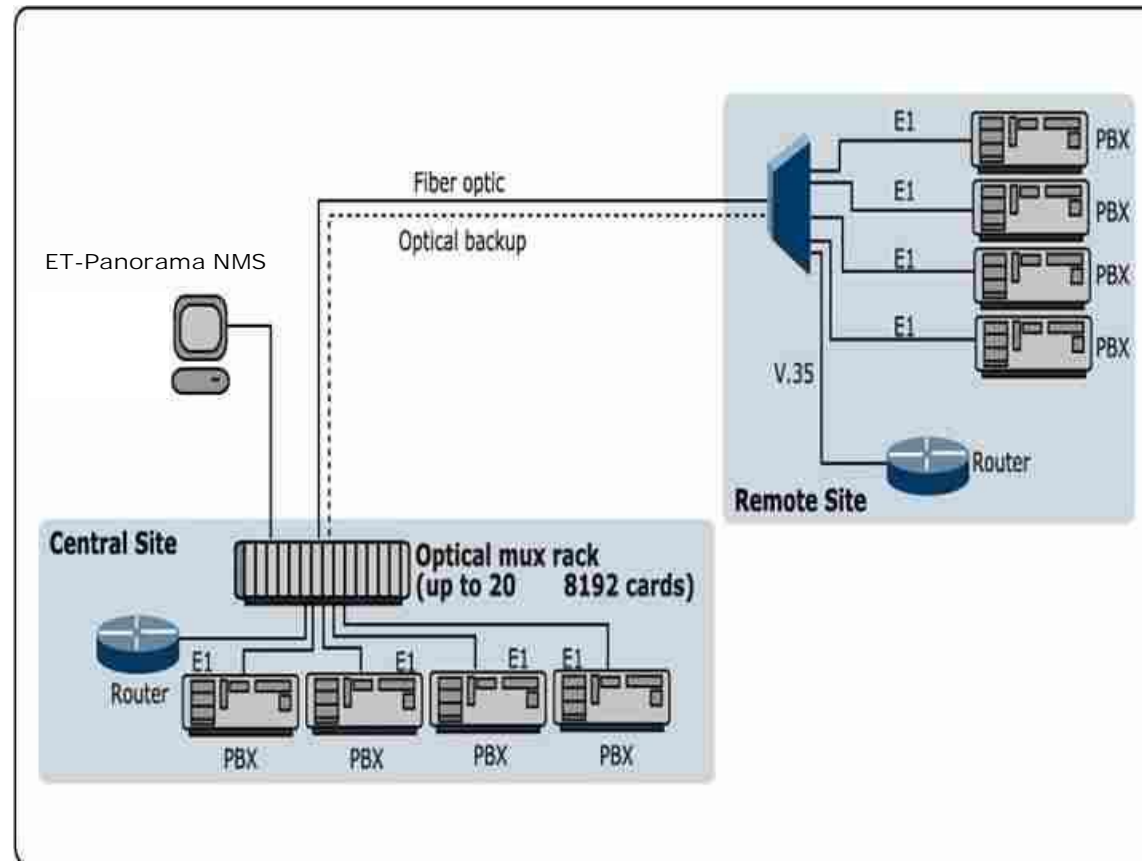 E1
PBX
Fiber optic
E1
PBX
Optical backup
E1
PBX
ET-Panorama NMS
E1
PBX
V.35
Router
Remote Site
Central Site
Optical mux rack
(up to 20 8192 cards)
Router
E1
E1
E1
E1
PBX
PBX
PBX
PBX